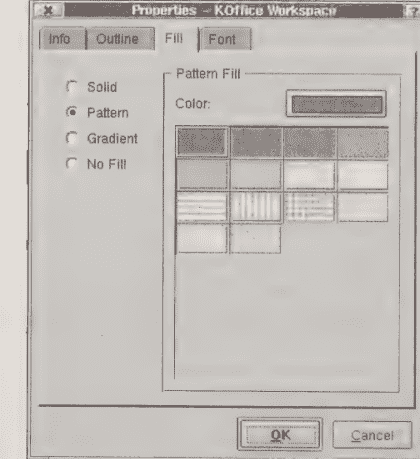 Properties - KOffice Workspace
Info Outline Fill Font
Pattern Fill
Solid
Color:
Pattern
Gradient
No Fill
OK Cancel